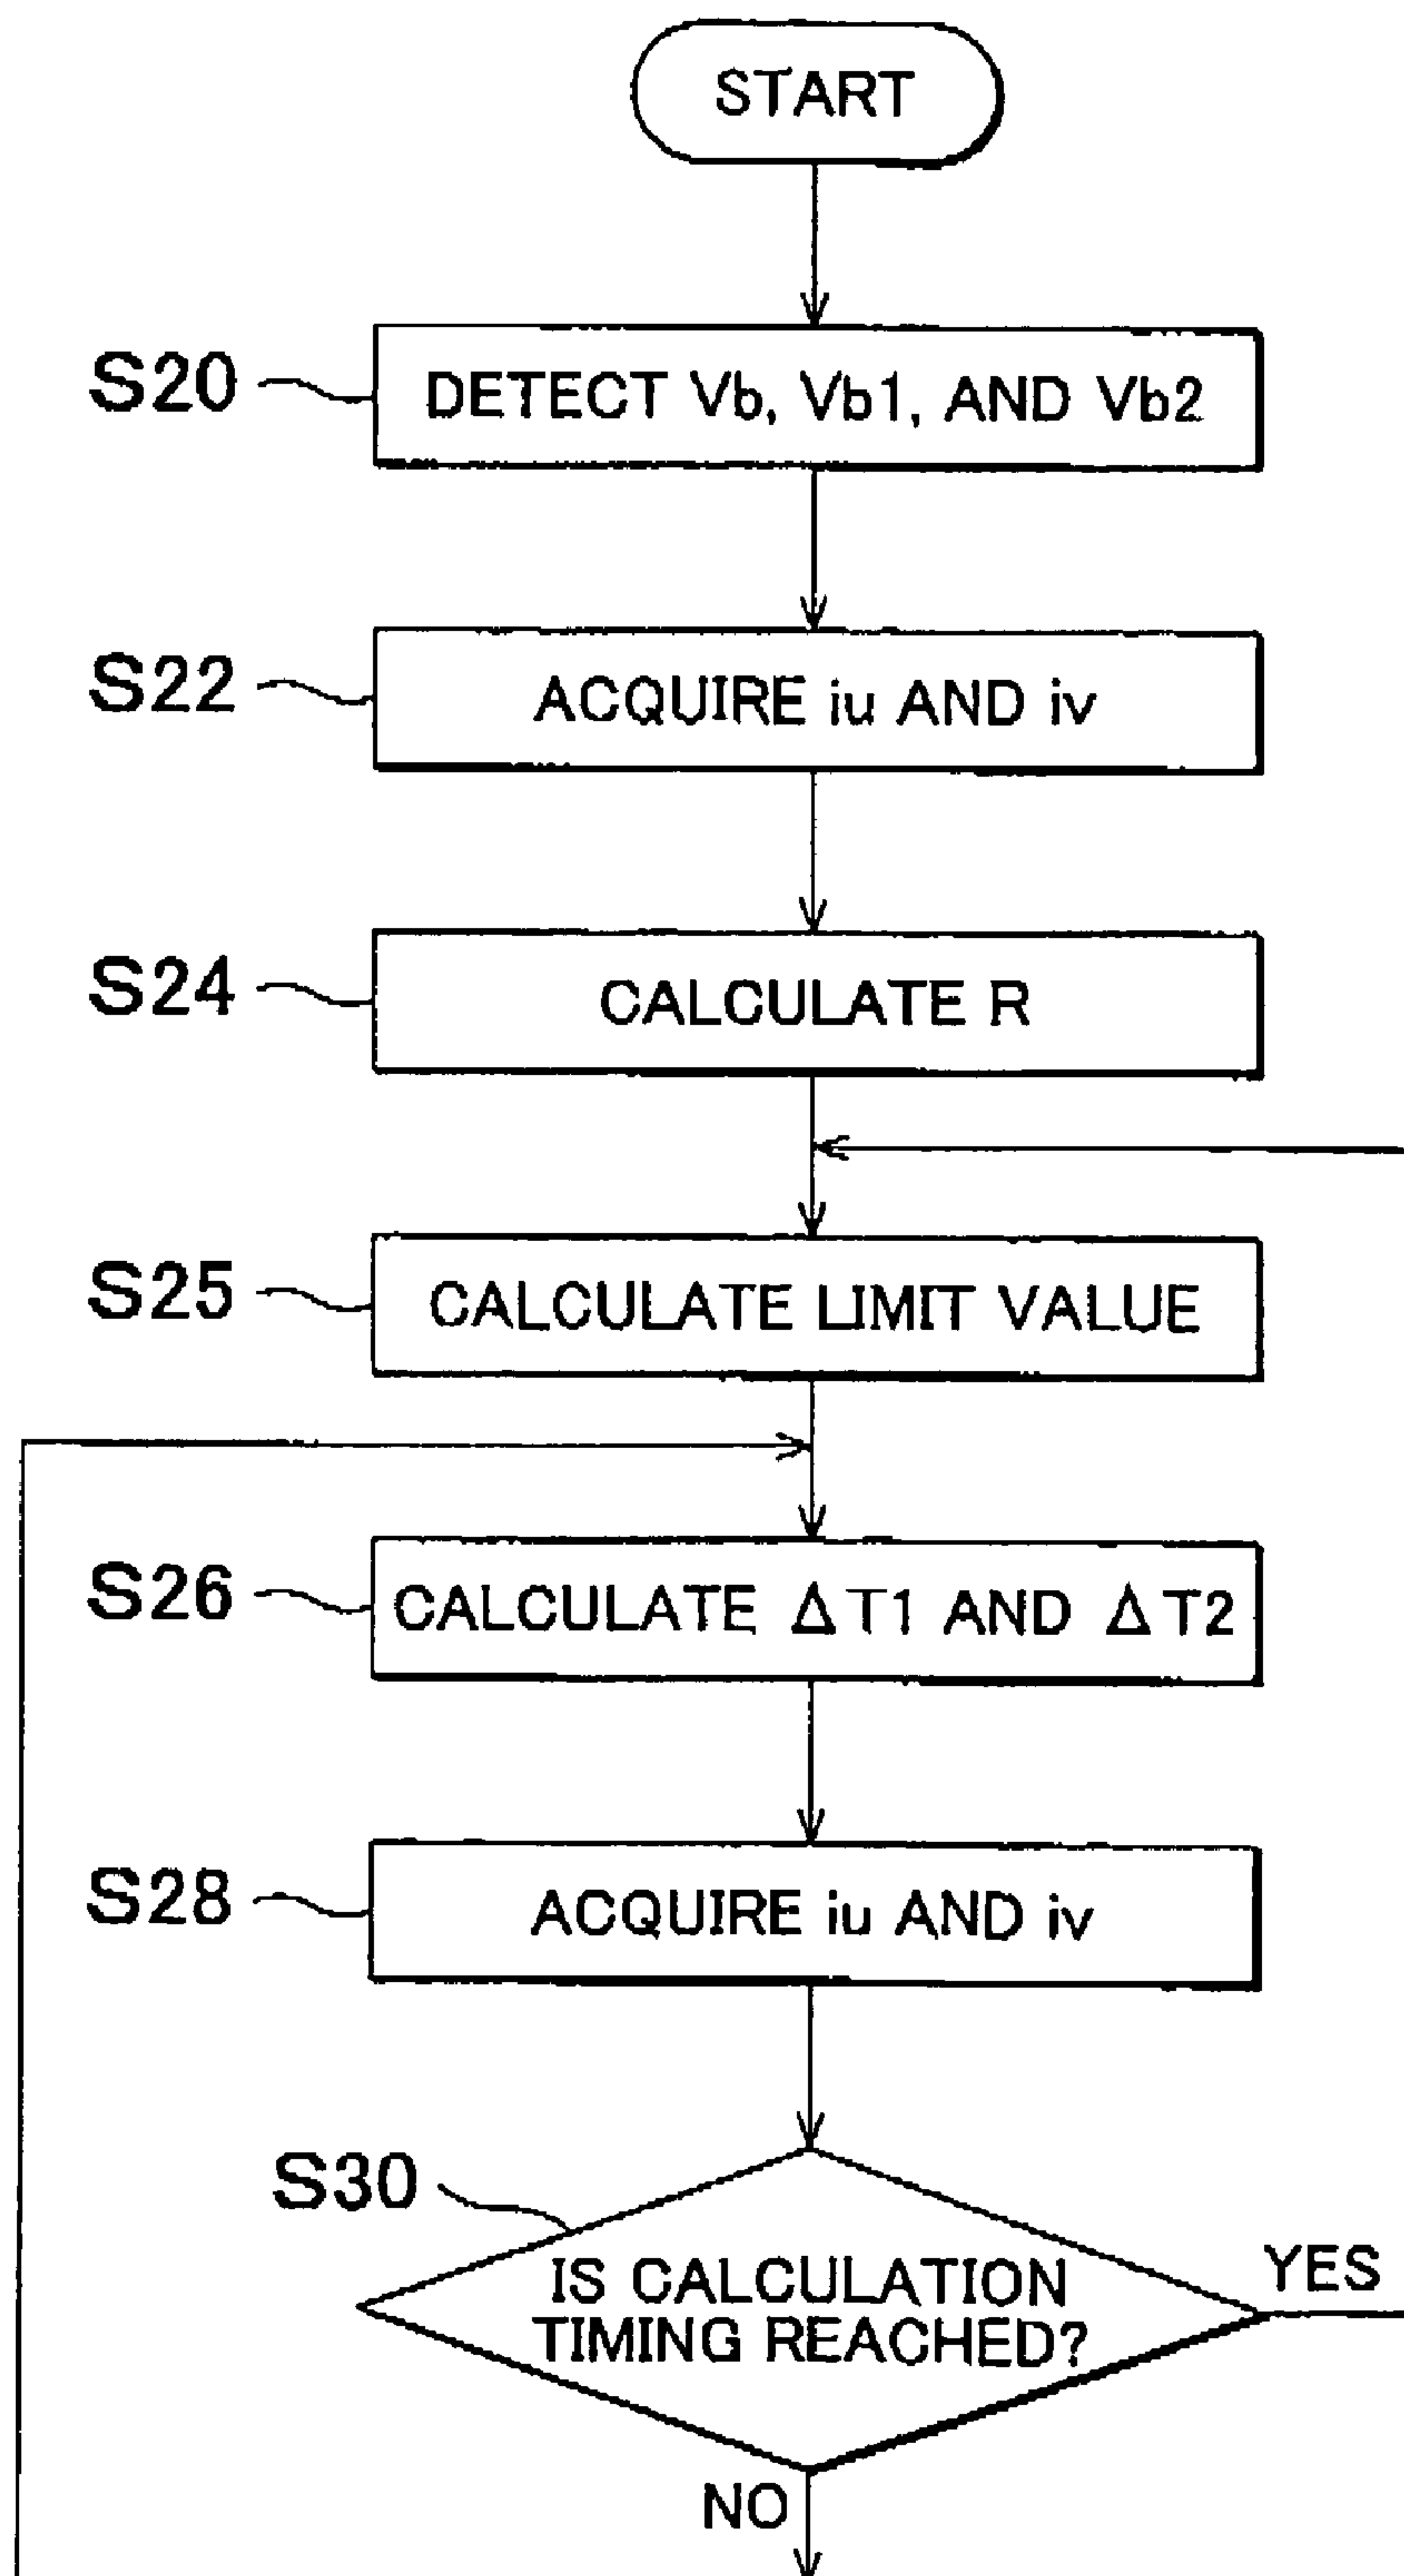 START
S20
DETECT Vb, Vb1, AND Vb2
S22
ACQUIRE iu AND iv
S24
CALCULATE R
S25
CALCULATE LIMIT VALUE
S26
CALCULATE ΔT1 AND ΔT2
S28
ACQUIRE iu AND iv
S30
IS CALCULATION
TIMING REACHED?
YES
NO